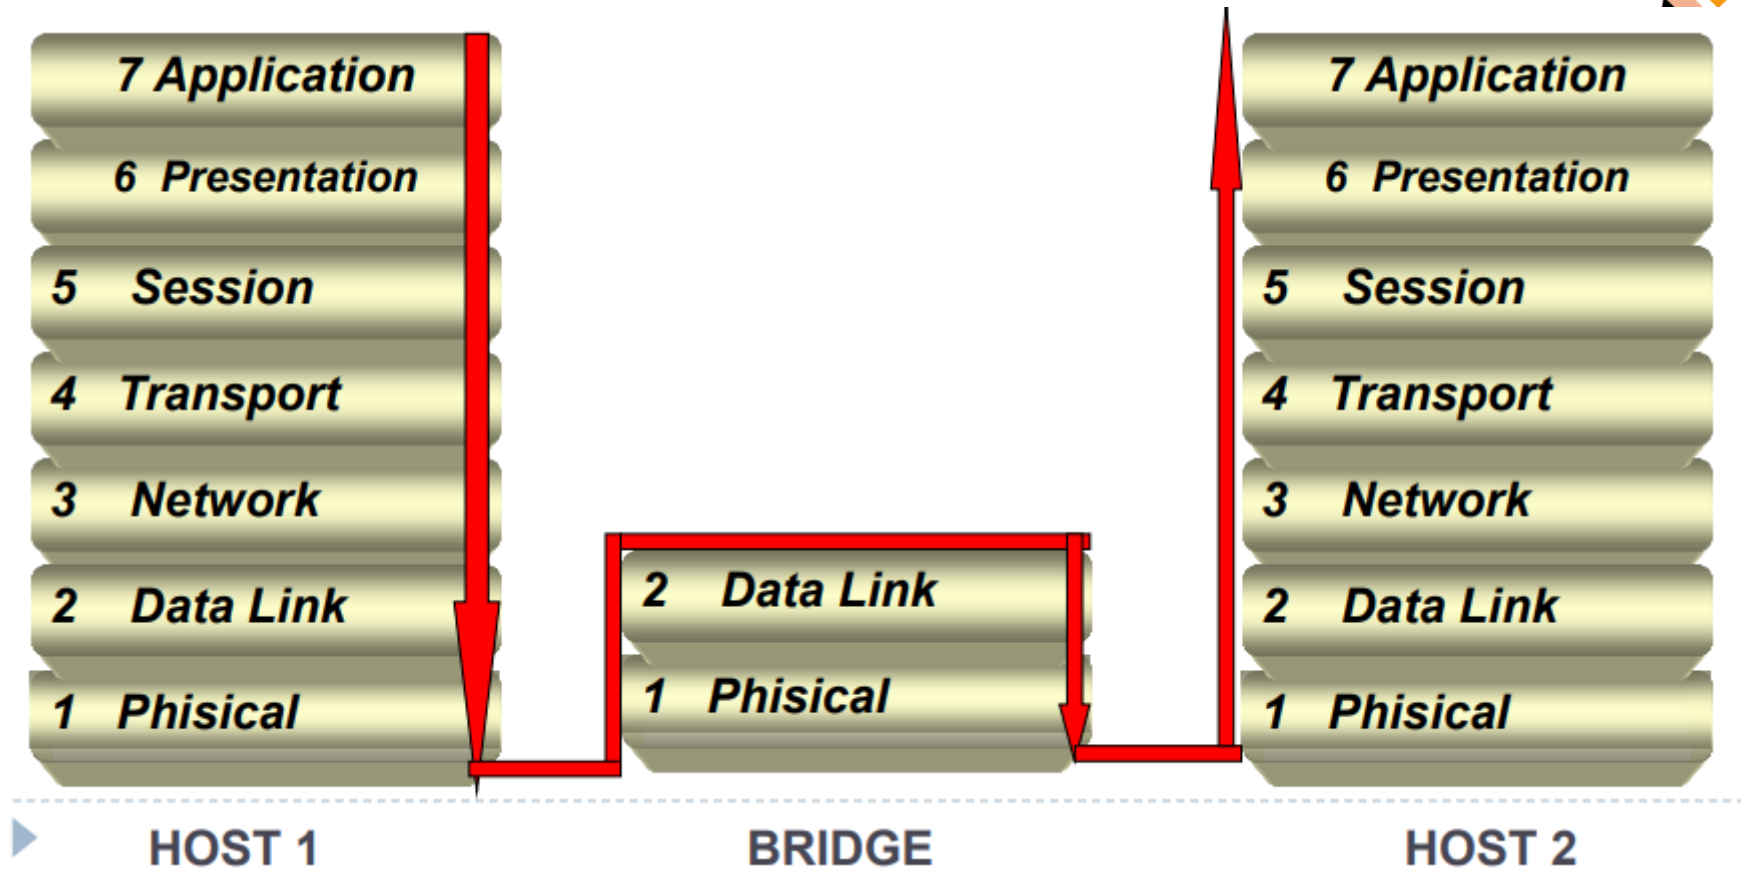 7 Application
6 Presentation
5 Session
4 Transport
3 Network
2 Data Link
1 Phisical
HOST 1
2 Data Link
1 Phisical
BRIDGE
7 Application
6 Presentation
5 Session
4 Transport
3 Network
2 Data Link
1 Phisical
HOST 2